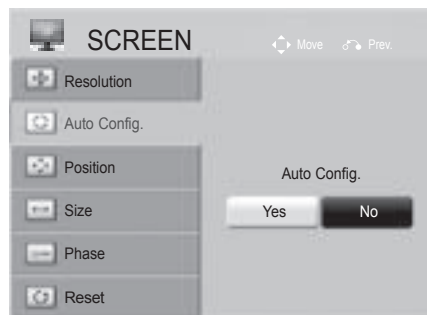 SCREEN
Move Prev.
Resolution
Auto Config.
Position
Size
Phase
Reset
Auto Config.
Yes No